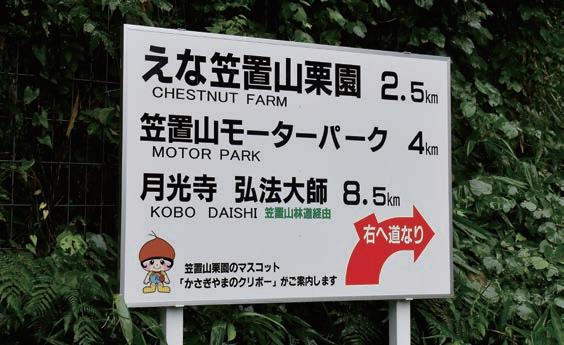 えな笠置山栗園 2.5km
CHESTNUT FARM
笠置山モーターパーク 4km
MOTOR PARK
月光寺 弘法大師 8.5km
KOBO DAISHI 笠置山林道経由
右へ道なり
笠置山栗園のマスコット
「かさぎやまのクリボー」がご案内します